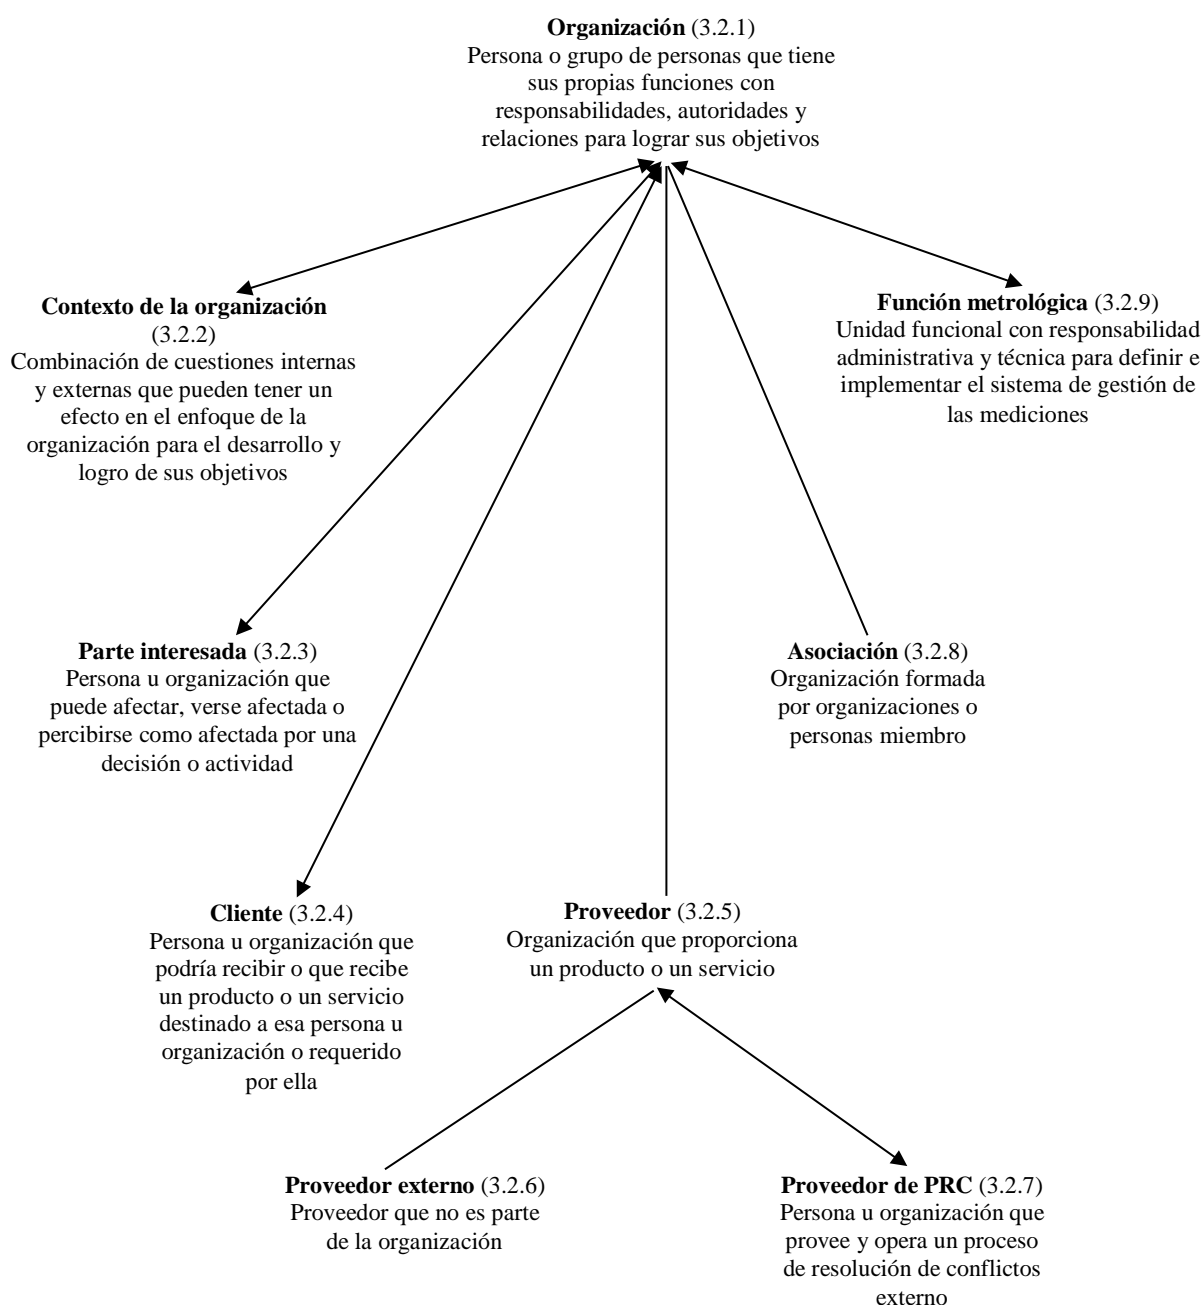 Organización (3.2.1)
Persona o grupo de personas que tiene
sus propias funciones con
responsabilidades, autoridades y
relaciones para lograr sus objetivos
Contexto de la organización
(3.2.2)
Combinación de cuestiones internas
y externas que pueden tener un
efecto en el enfoque de la
organización para el desarrollo y
logro de sus objetivos
Función metrológica (3.2.9)
Unidad funcional con responsabilidad
administrativa y técnica para definir e
implementar el sistema de gestión de
las mediciones
Parte interesada (3.2.3)
Persona u organización que
puede afectar, verse afectada o
percibirse como afectada por una
decisión o actividad
Asociación (3.2.8)
Organización formada
por organizaciones o
personas miembro
Cliente (3.2.4)
Persona u organización que
podría recibir o que recibe
un producto o un servicio
destinado a esa persona u
organización o requerido
por ella
Proveedor (3.2.5)
Organización que proporciona
un producto o un servicio
Proveedor externo (3.2.6)
Proveedor que no es parte
de la organización
Proveedor de PRC (3.2.7)
Persona u organización que
provee y opera un proceso
de resolución de conflictos
externo